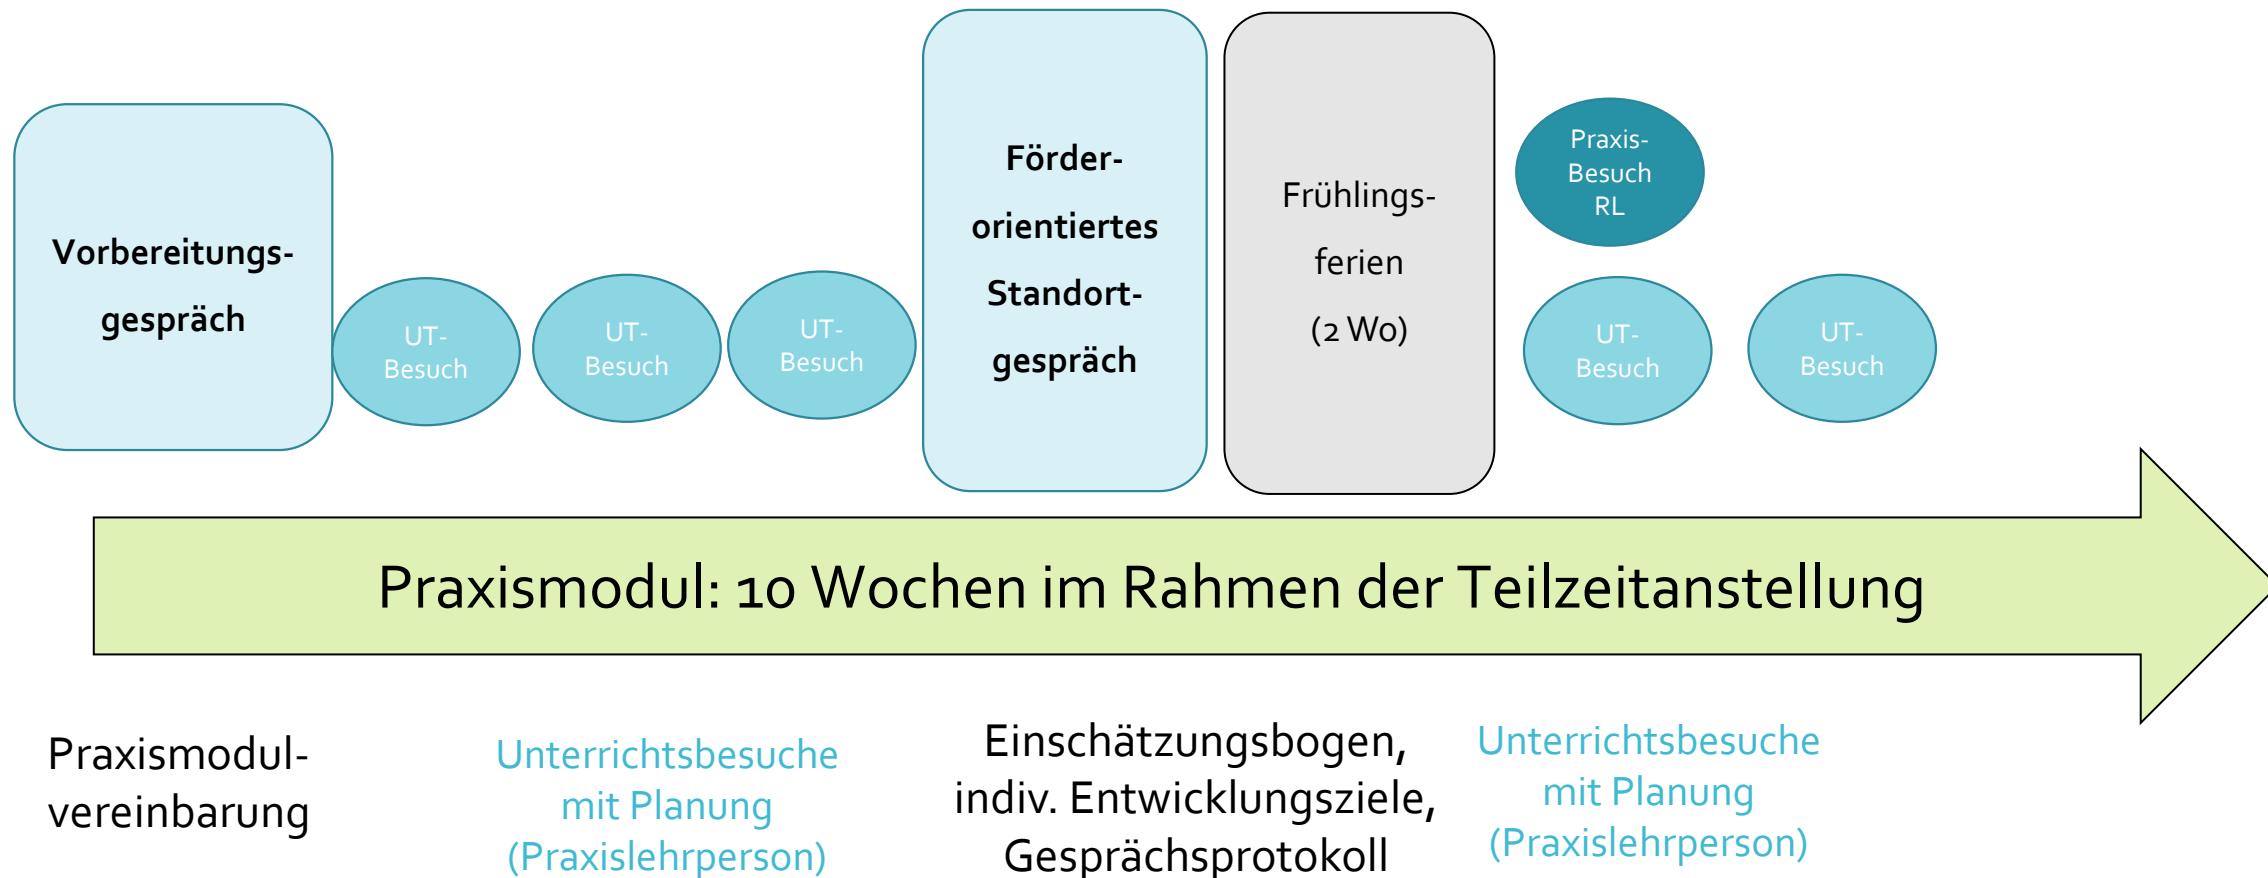 Vorbereitungs-
gespräch
UT-
Besuch
UT-
Besuch
UT-
Besuch
Förder-
orientiertes
Standort-
gespräch
Frühlings-
ferien
(2 Wo)
Praxis-
Besuch
RL
UT-
Besuch
UT-
Besuch
Praxismodul: 10 Wochen im Rahmen der Teilzeitanstellung
Praxismodul-
vereinbarung
Unterrichtsbesuche
mit Planung
(Praxislehrperson)
Einschätzungsbogen,
indiv. Entwicklungsziele,
Gesprächsprotokoll
Unterrichtsbesuche
mit Planung
(Praxislehrperson)